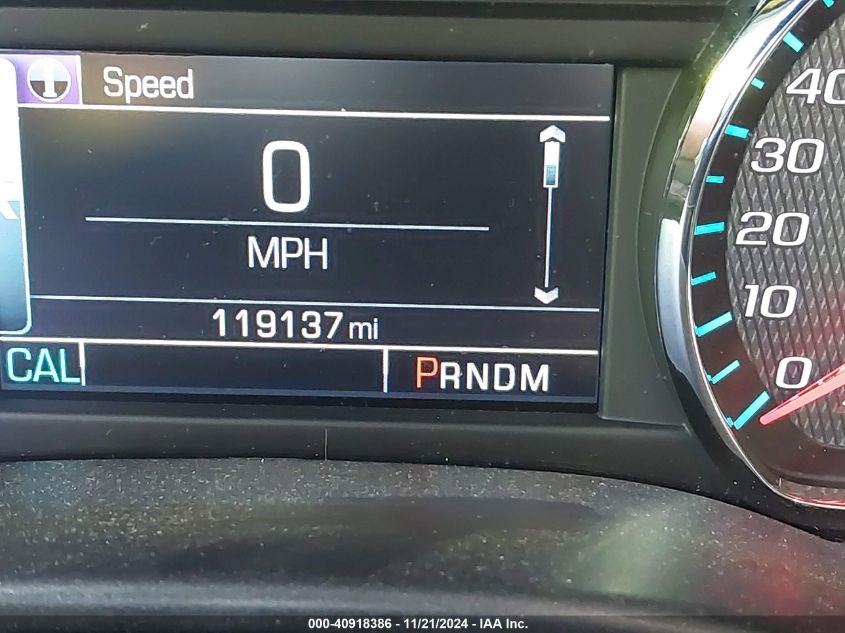 Speed
0
MPH
119137 mi
CAL PRNDM
40
30
20
10
0
000-40918386 - 11/21/2024 - IAA Inc.